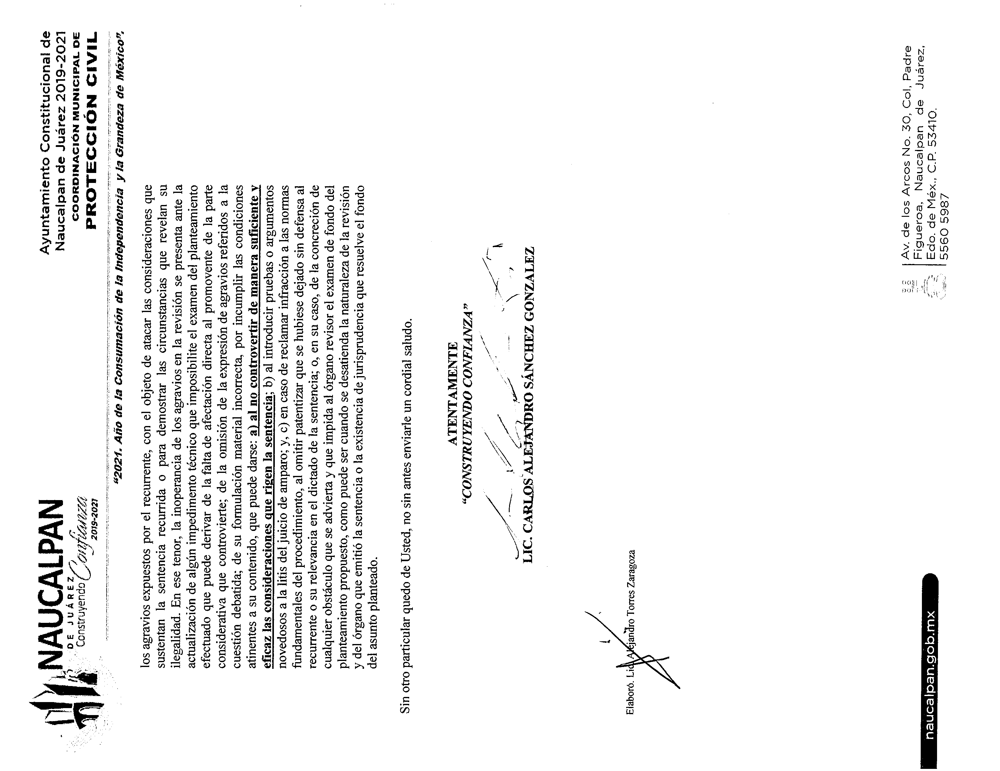 NAUCALPAN
DE JUÁREZ
Construyendo Confianza
2019-2021
Ayuntamiento Constitucional de
Naucalpan de Juárez 2019-2021
COORDINACIÓN MUNICIPAL DE
PROTECCIÓN CIVIL
“2021. Año de la Consumación de la Independencia y la Grandeza de México”.
los agravios expuestos por el recurrente, con el objeto de atacar las consideraciones que
sustentan la sentencia recurrida o para demostrar las circunstancias que revelan su
ilegalidad. En ese tenor, la inoperancia de los agravios en la revisión se presenta ante la
actualización de algún impedimento técnico que imposibilite el examen del planteamiento
efectuado que puede derivar de la falta de afectación directa al promovente de la parte
considerativa que controvierte; de la omisión de la expresión de agravios referidos a la
cuestión debatida; de su formulación material incorrecta, por incumplir las condiciones
atinentes a su contenido, que puede darse: a) al no controvertir de manera suficiente y
eficaz las consideraciones que rigen la sentencia; b) al introducir pruebas o argumentos
novedosos a la litis del juicio de amparo; y, c) en caso de reclamar infracción a las normas
fundamentales del procedimiento, al omitir patentizar que se hubiese dejado sin defensa al
recurrente o su relevancia en el dictado de la sentencia; o, en su caso, de la concreción de
cualquier obstáculo que se advierta y que impida al órgano revisor el examen de fondo del
planteamiento propuesto, como puede ser cuando se desatienda la naturaleza de la revisión
y del órgano que emitió la sentencia o la existencia de jurisprudencia que resuelve el fondo
del asunto planteado.
Sin otro particular quedo de Usted, no sin antes enviarle un cordial saludo.
ATENTAMENTE
“CONSTRUYENDO CONFIANZA”
LIC. CARLOS ALEJANDRO SÁNCHEZ GONZALEZ
Elaboró. Lic. Alejandro Torres Zaragoza
naucalpan.gob.mx
Av. de los Arcos No. 30, Col, Padre
Figueroa, Naucalpan de Juárez,
Edo. de Méx., C.P. 53410.
5560 5987